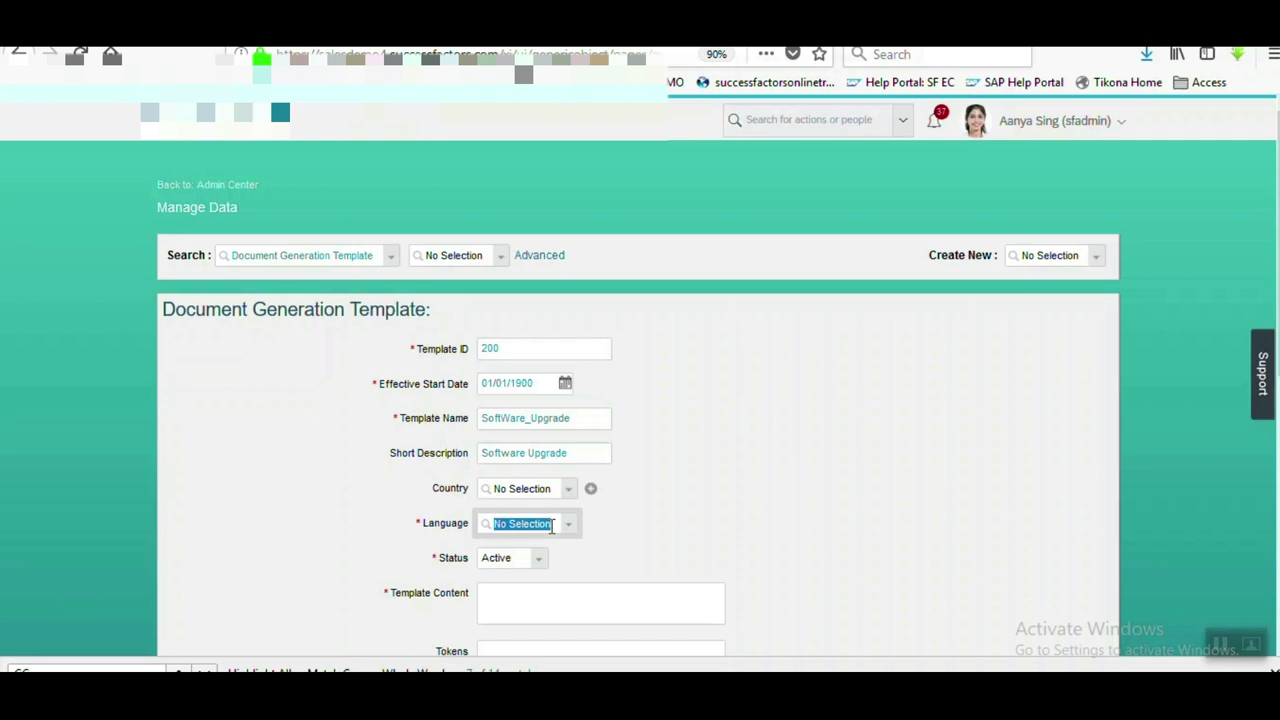 90%
Search
MO
successfactorsonlinetr...
Help Portal: SF EC
SAP Help Portal
Tikona Home
Access
Search for actions or people
37
Aanya Sing (sfadmin)
Back to: Admin Center
Manage Data
Search :
Document Generation Template
No Selection
Advanced
Create New :
No Selection
Document Generation Template:
* Template ID
200
* Effective Start Date
01/01/1900
* Template Name
SoftWare_Upgrade
Short Description
Software Upgrade
Country
No Selection
* Language
No Selection
* Status
Active
* Template Content
Tokens
Support
Activate Windows
Go to Settings to activate Windows.